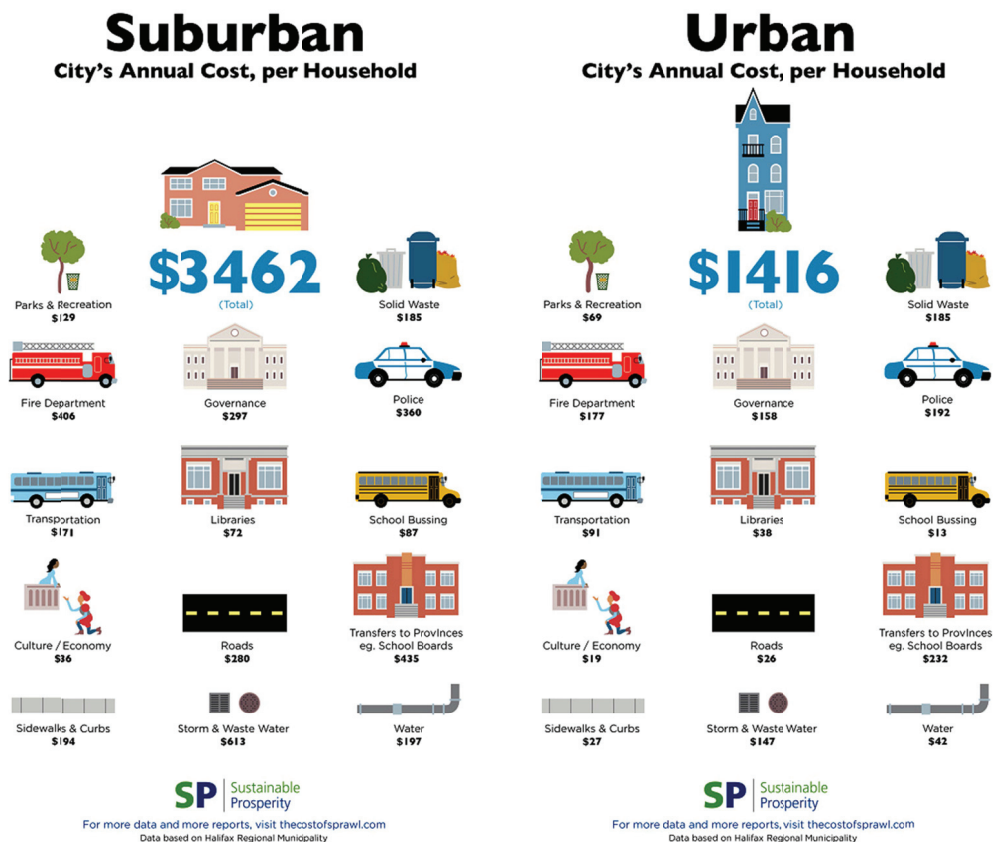 Suburban
City's Annual Cost, per Household
$3462
(Total)
Parks & Recreation
$129
Solid Waste
$185
Fire Department
$406
Governance
$297
Police
$360
Transportation
$171
Libraries
$72
School Bussing
$87
Culture / Economy
$36
Roads
$280
Transfers to Provinces
eg. School Boards
$435
Sidewalks & Curbs
$194
Storm & Waste Water
$613
Water
$197
SP
Sustainable
Prosperity
For more data and more reports, visit thecostofsprawl.com
Data based on Halifax Regional Municipality
Urban
City's Annual Cost, per Household
$1416
(Total)
Parks & Recreation
$69
Solid Waste
$185
Fire Department
$177
Governance
$158
Police
$192
Transportation
$91
Libraries
$38
School Bussing
$13
Culture / Economy
$19
Roads
$26
Transfers to Provinces
eg. School Boards
$232
Sidewalks & Curbs
$27
Storm & Waste Water
$147
Water
$42
SP
Sustainable
Prosperity
For more data and more reports, visit thecostofsprawl.com
Data based on Halifax Regional Municipality